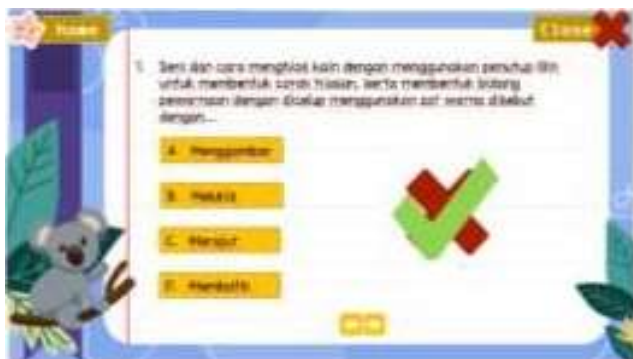 Home
Close
1. Seni dan cara menghias kain dengan menggunakan penutup lilin
untuk membentuk corak hiasan, serta membentuk bidang
pewarnaan dengan dicelup menggunakan zat warna disebut
dengan...
A. Menggambar
B. Melukis
C. Merajut
D. Membatik